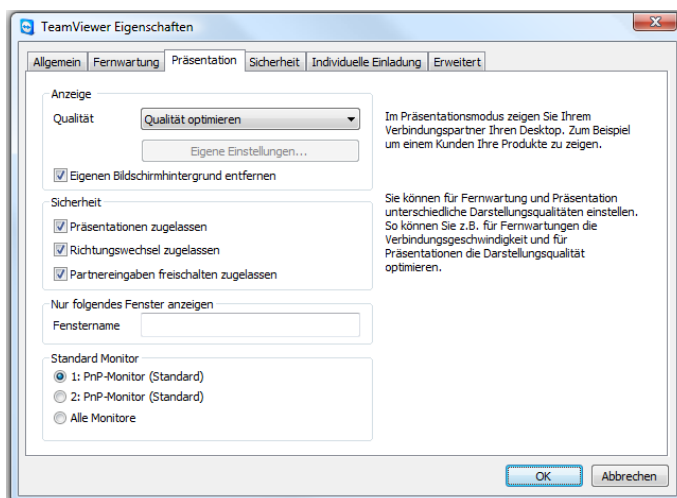 TeamViewer Eigenschaften
Allgemein
Fernwartung
Präsentation
Sicherheit
Individuelle Einladung
Erweitert
Anzeige
Qualität
Qualität optimieren
Eigene Einstellungen...
Eigenen Bildschirmhintergrund entfernen
Sicherheit
Präsentationen zugelassen
Richtungswechsel zugelassen
Partnereingaben freischalten zugelassen
Nur folgendes Fenster anzeigen
Fenstername
Standard Monitor
1: PnP-Monitor (Standard)
2: PnP-Monitor (Standard)
Alle Monitore
Im Präsentationsmodus zeigen Sie Ihrem
Verbindungspartner Ihren Desktop. Zum Beispiel
um einem Kunden Ihre Produkte zu zeigen.
Sie können für Fernwartung und Präsentation
unterschiedliche Darstellungsqualitäten einstellen.
So können Sie z.B. für Fernwartungen die
Verbindungsgeschwindigkeit und für
Präsentationen die Darstellungsqualität
optimieren.
OK
Abbrechen